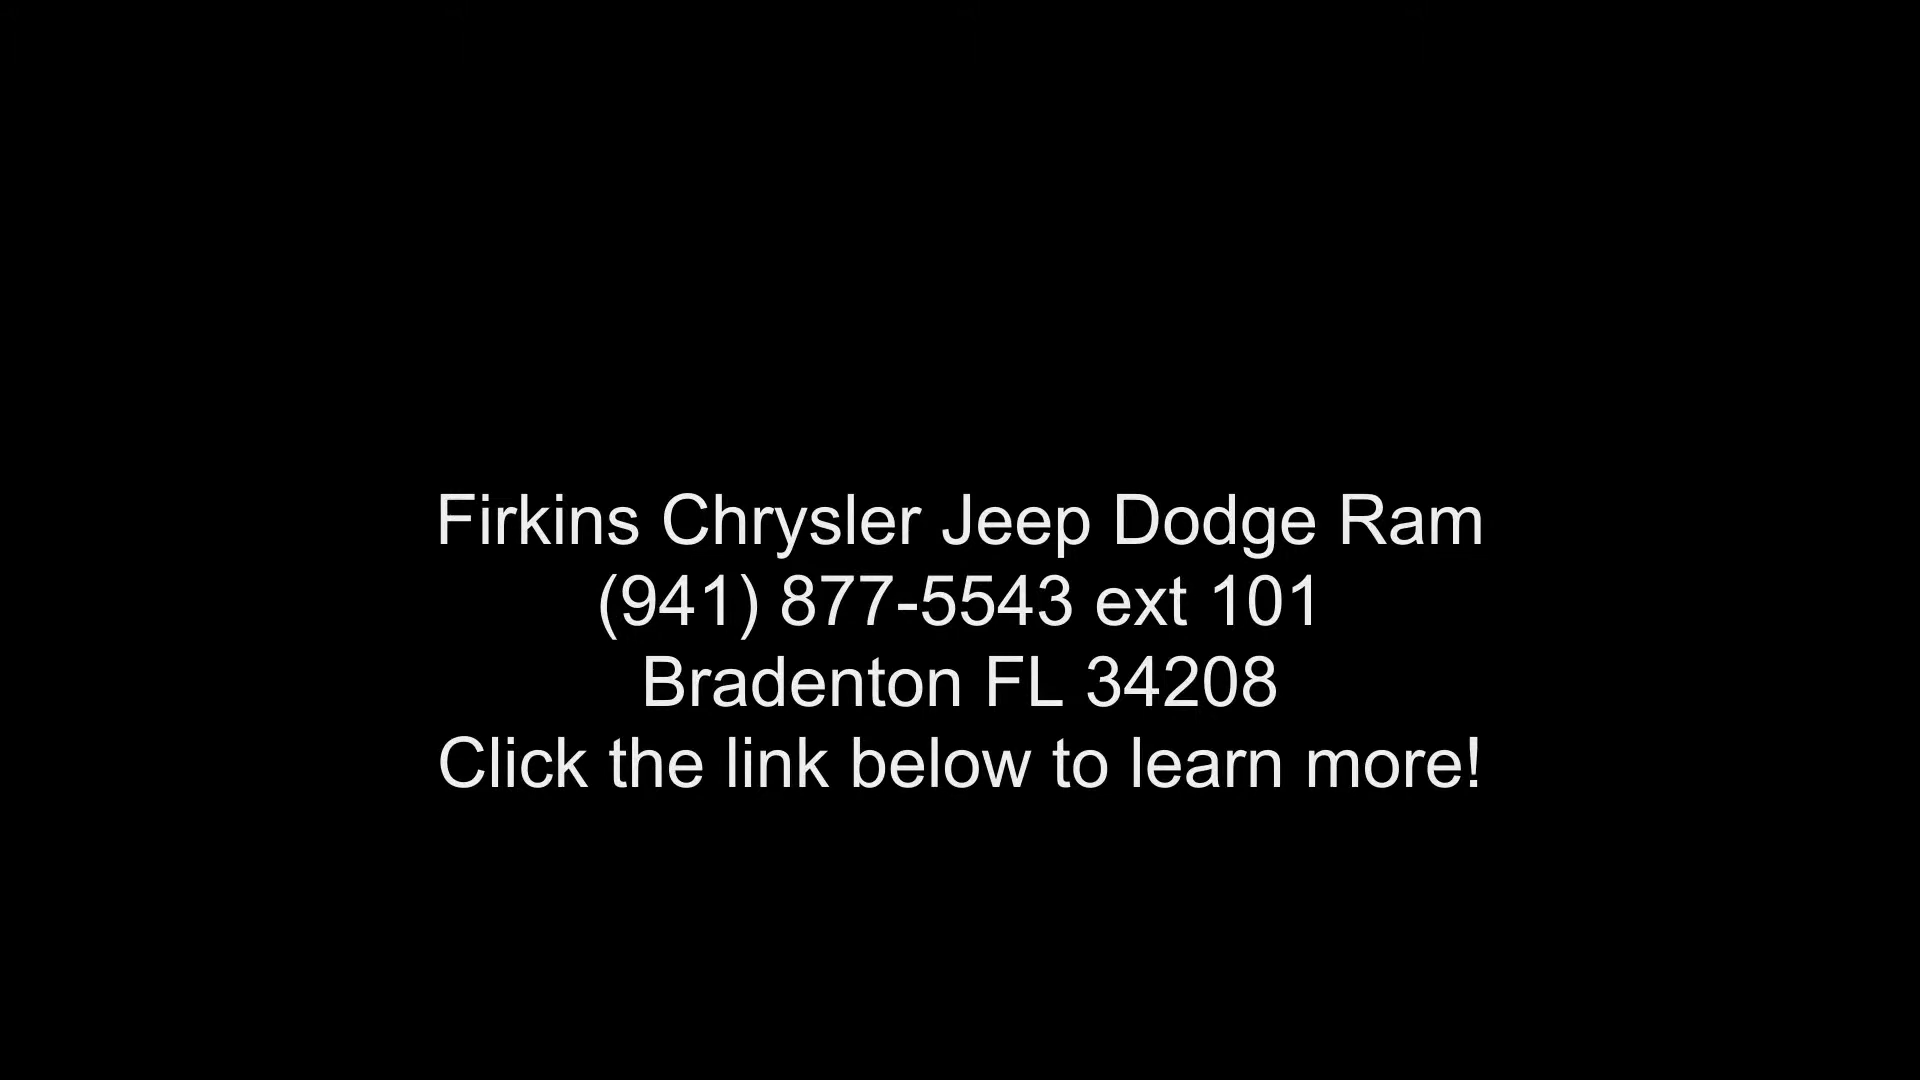 Firkins Chrysler Jeep Dodge Ram
(941) 877-5543 ext 101
Bradenton FL 34208
Click the link below to learn more!